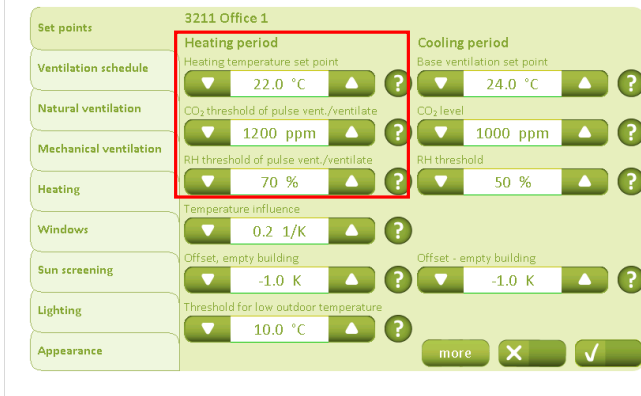 3211 Office 1
Set points
Ventilation schedule
Natural ventilation
Mechanical ventilation
Heating
Windows
Sun screening
Lighting
Appearance
Heating period
Heating temperature set point
22.0 °C ?
CO₂ threshold of pulse vent./ventilate
1200 ppm ?
RH threshold of pulse vent./ventilate
70 % ?
Temperature influence
0.2 1/K ?
Offset, empty building
-1.0 K ?
Threshold for low outdoor temperature
10.0 °C ?
Cooling period
Base ventilation set point
24.0 °C ?
CO₂ level
1000 ppm ?
RH threshold
50 % ?
Offset - empty building
-1.0 K ?
more